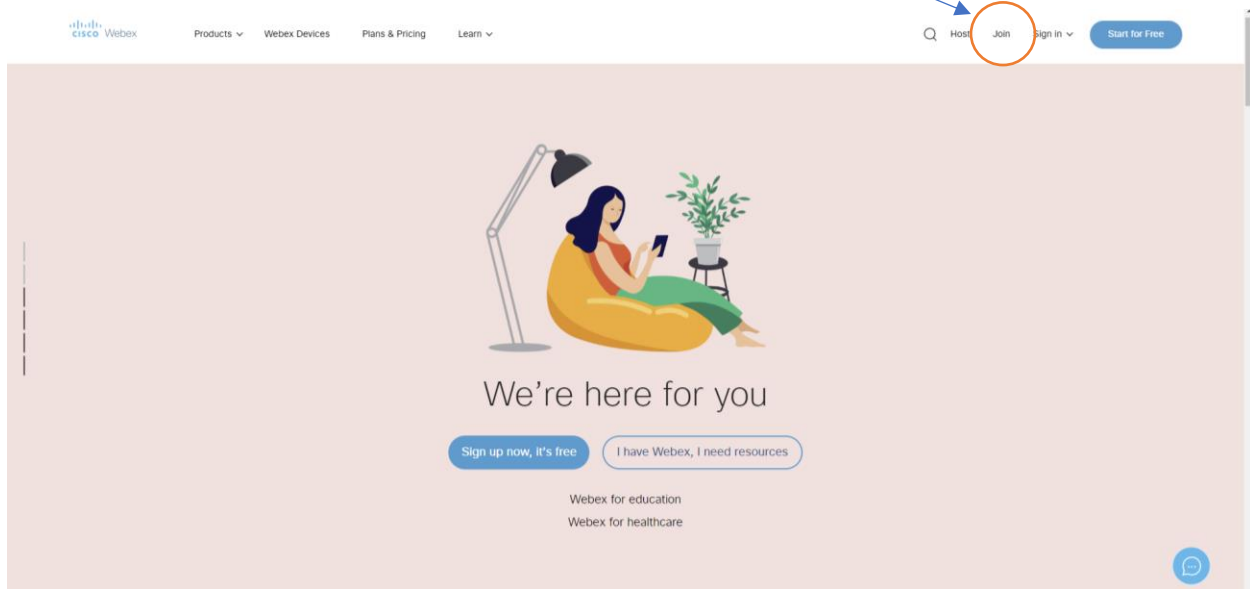 cisco Webex
Products
Webex Devices
Plans & Pricing
Learn
Host
Join
Sign in
Start for Free
We're here for you
Sign up now, it's free
I have Webex, I need resources
Webex for education
Webex for healthcare